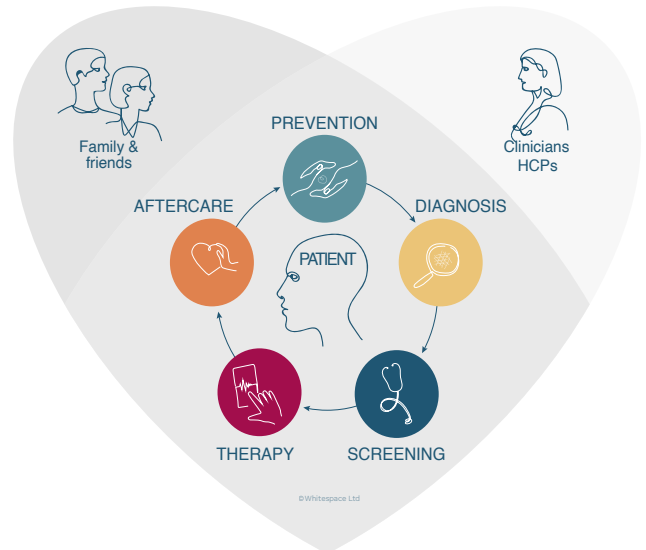 Family &
friends
Clinicians
HCPs
PREVENTION
AFTERCARE
DIAGNOSIS
PATIENT
THERAPY
SCREENING
©Whitespace Ltd